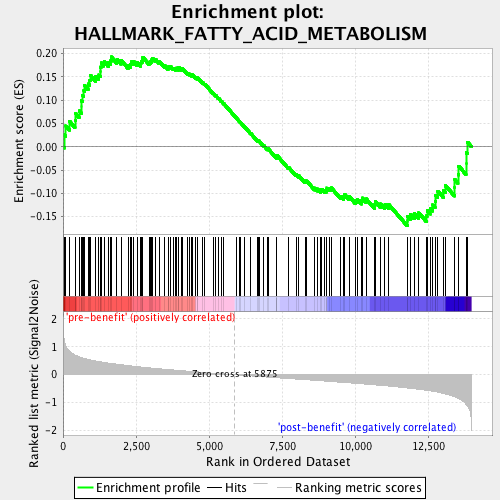 Enrichment plot:
HALLMARK_FATTY_ACID_METABOLISM
Enrichment score (ES)
0.20
0.15
0.10
0.05
0.00
-0.05
-0.10
-0.15
'pre-benefit' (positively correlated)
Ranked list metric (Signal2Noise)
2
1
0
-1
-2
Zero cross at 5875
'post-benefit' (negatively correlated)
0
2,500
5,000
7,500
10,000
12,500
Rank in Ordered Dataset
Enrichment profile
Hits
Ranking metric scores